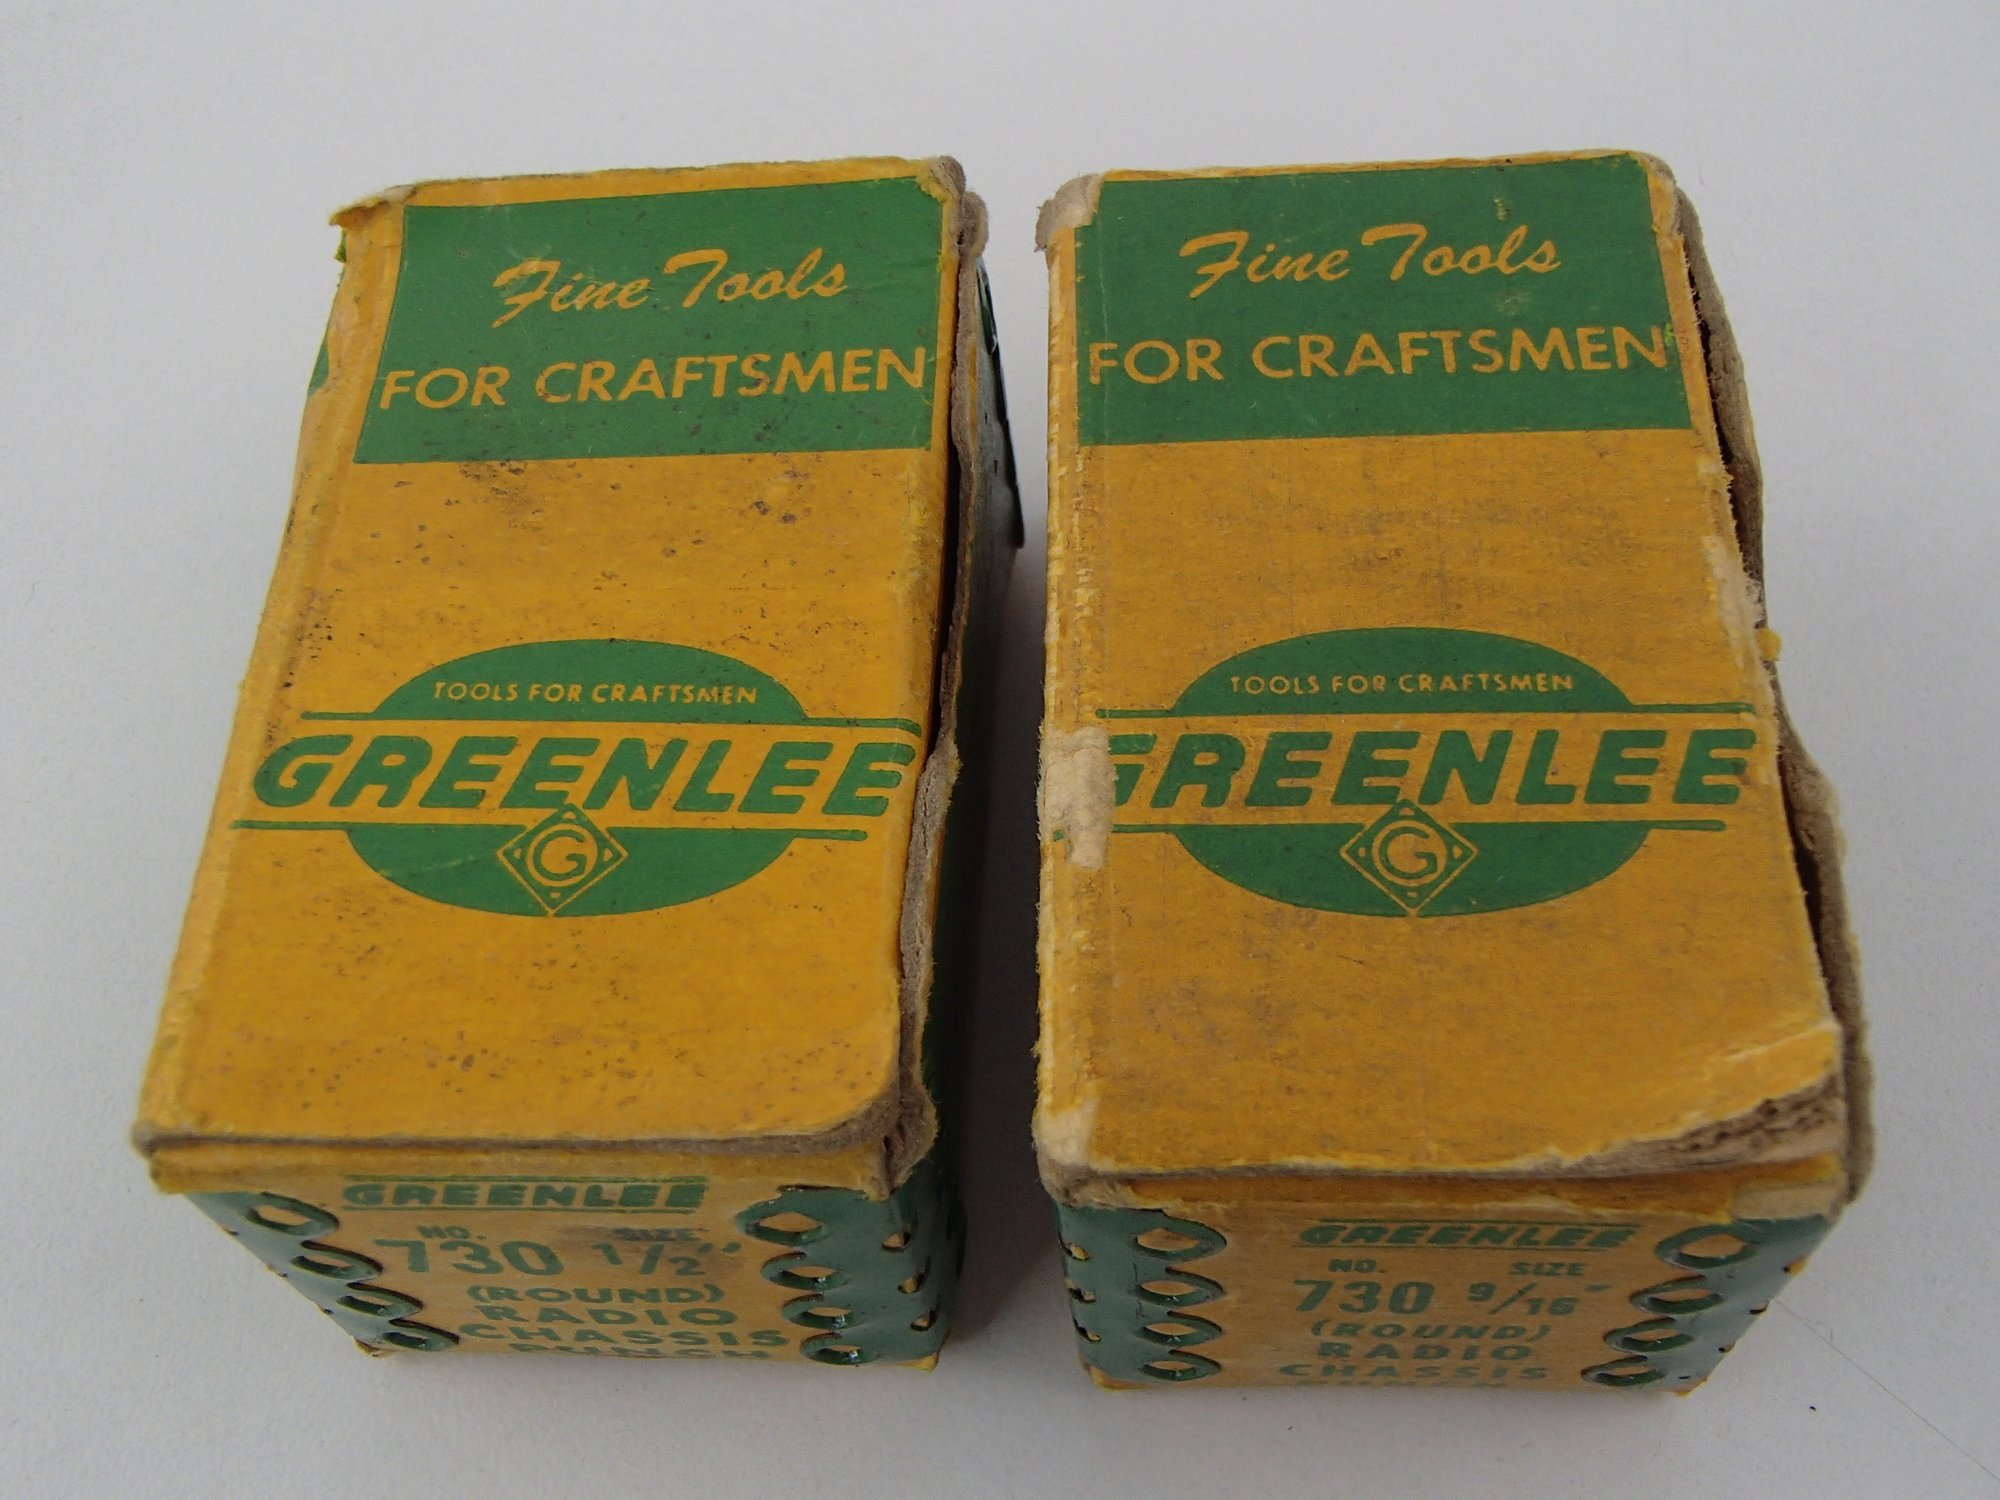 Fine Tools
FOR CRAFTSMEN
TOOLS FOR CRAFTSMEN
GREENLEE
G
GREENLEE
NO. SIZE
730 1/2"
(ROUND)
RADIO
CHASSIS
PUNCH
Fine Tools
FOR CRAFTSMEN
TOOLS FOR CRAFTSMEN
GREENLEE
G
GREENLEE
NO. SIZE
730 9/16"
(ROUND)
RADIO
CHASSIS